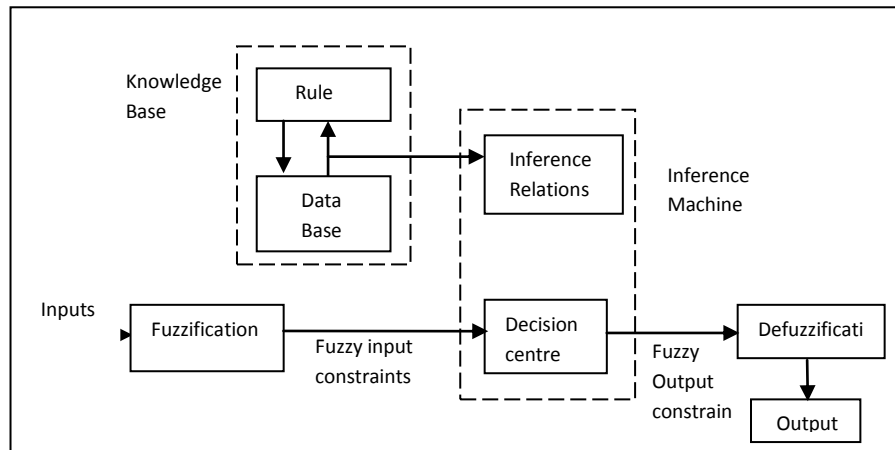 Knowledge
Base
Rule
Data
Base
Inference
Relations
Inference
Machine
Inputs
Fuzzification
Fuzzy input
constraints
Decision
centre
Fuzzy
Output
constrain
Defuzzificati
Output